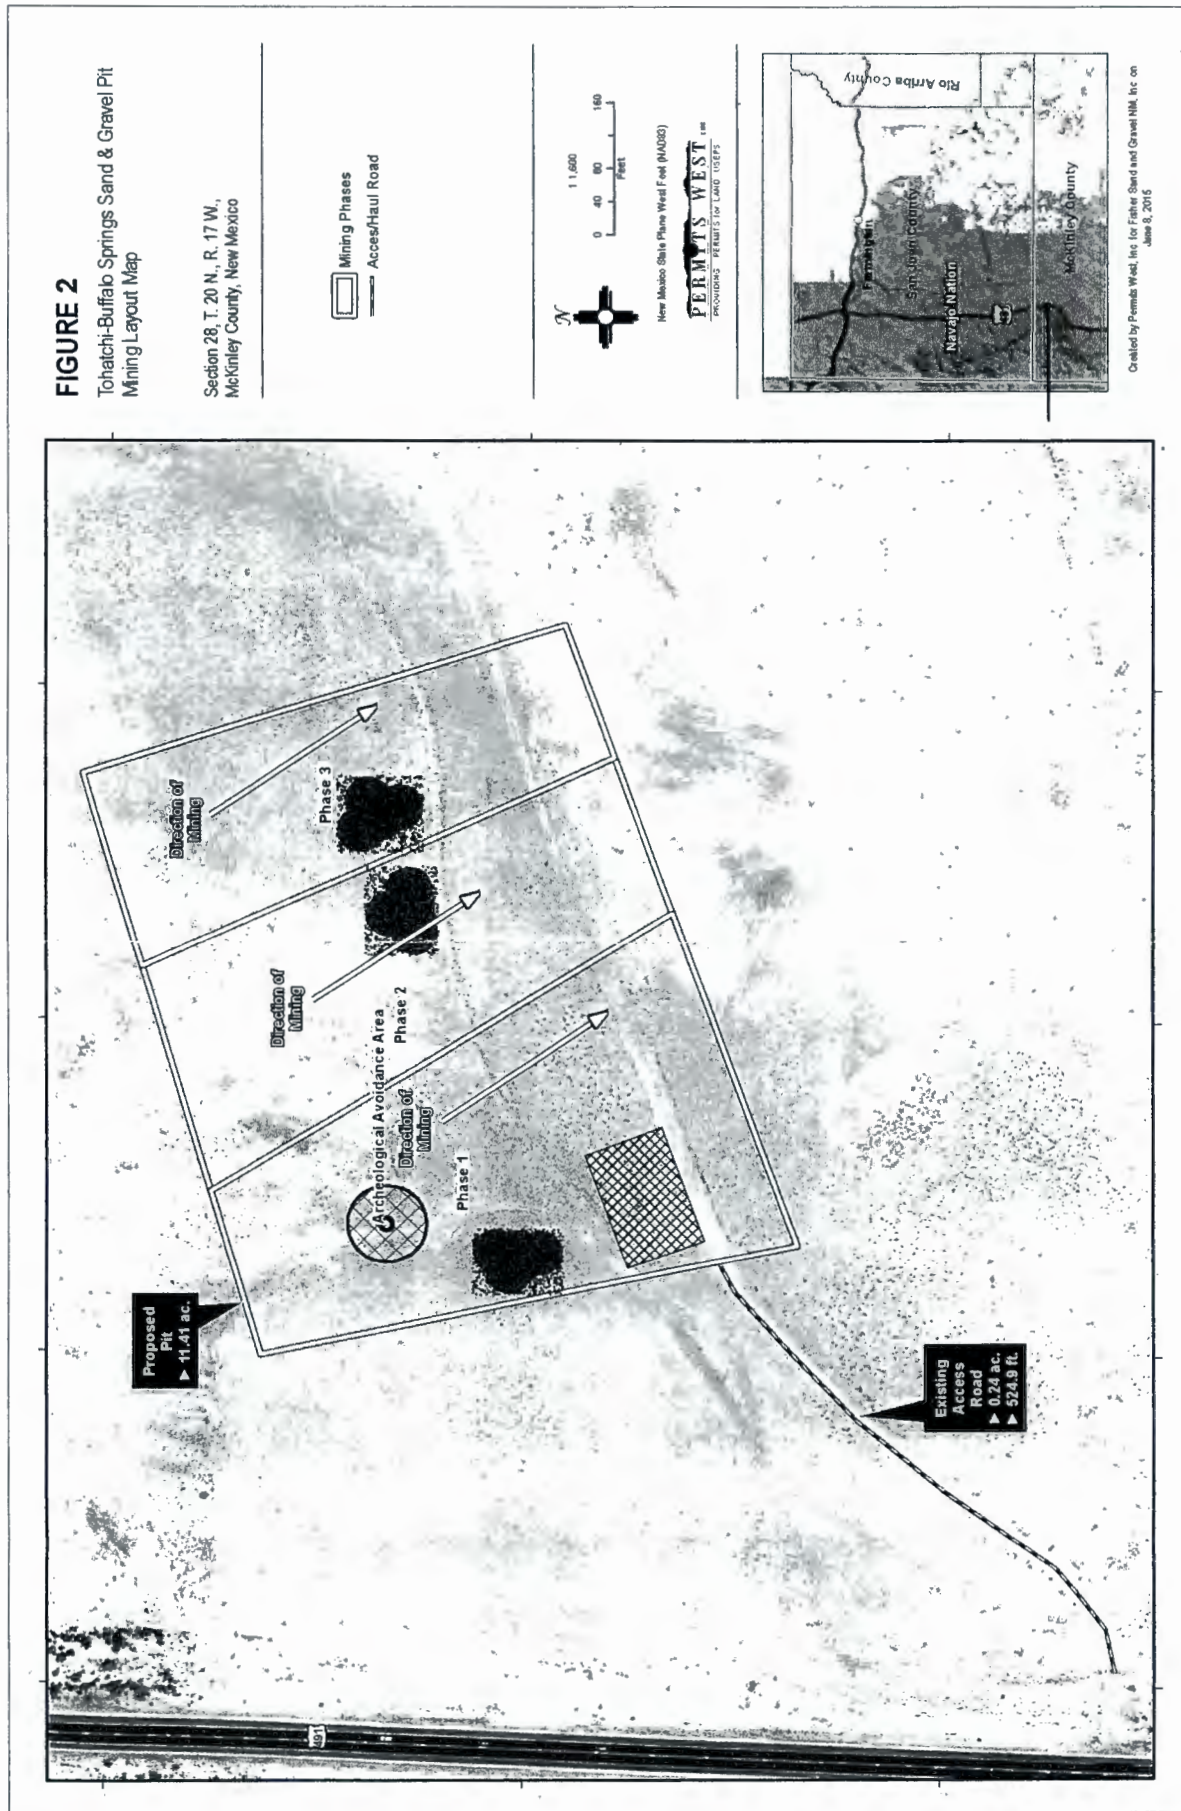 FIGURE 2
Tohatchi-Buffalo Springs Sand & Gravel Pit
Mining Layout Map
Section 28, T. 20 N., R. 17 W.,
McKinley County, New Mexico
Mining Phases
Acces/Haul Road
N
1 1,600
0 40 80 160
Feet
New Mexico State Plane West Feet (NAD83)
PERMITS WEST
PROVIDING PERMITS for LAND USERS
Rio Arriba County
Farmington
San Juan County
Navajo Nation
McKinley County
Created by Permits West, Inc for Fisher Sand and Gravel NM, Inc on
June 8, 2015
Direction of
Mining
Phase 3
Direction of
Mining
Phase 2
Archeological Avoidance Area
Direction of
Mining
Phase 1
Proposed
Pit
▶ 11.41 ac.
Existing
Access
Road
▶ 0.24 ac.
▶ 524.9 ft.
491